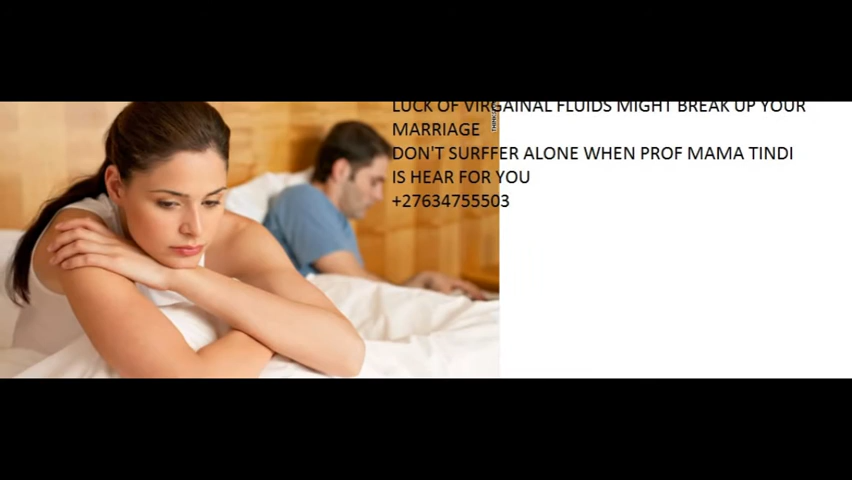 LUCK OF VIRGAINAL FLUIDS MIGHT BREAK UP YOUR
MARRIAGE
DON'T SURFFER ALONE WHEN PROF MAMA TINDI
IS HEAR FOR YOU
+27634755503